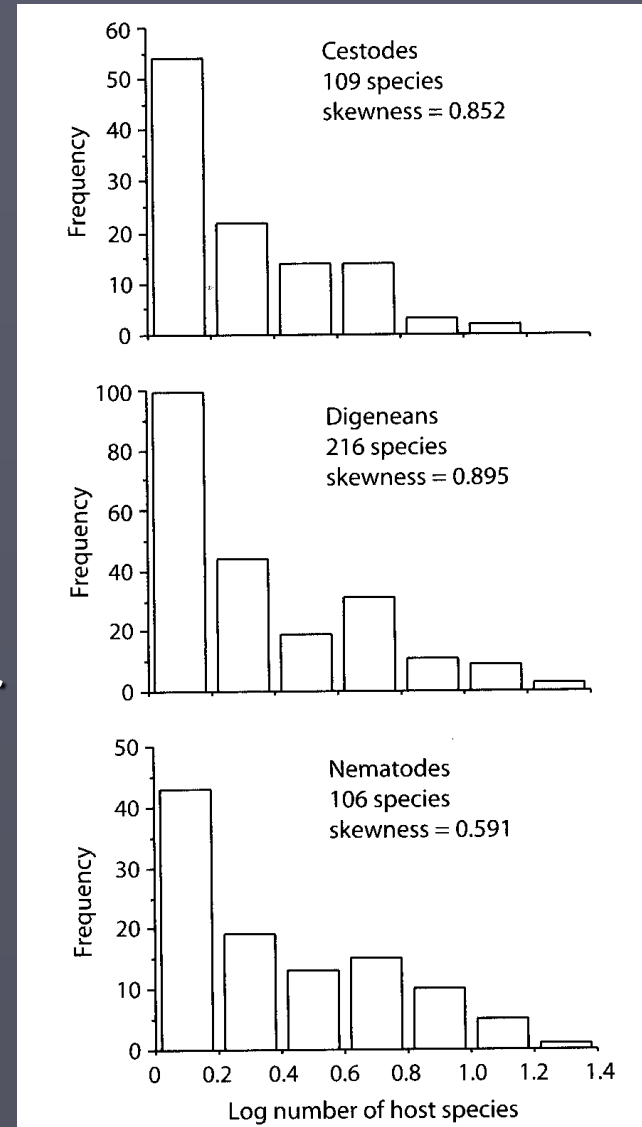 Cestodes
109 species
skewness = 0.852
Frequency
60
50
40
30
20
10
0
Digeneans
216 species
skewness = 0.895
Frequency
100
80
60
40
20
0
Nematodes
106 species
skewness = 0.591
Frequency
50
40
30
20
10
0
0 0.2 0.4 0.6 0.8 1.0 1.2 1.4
Log number of host species